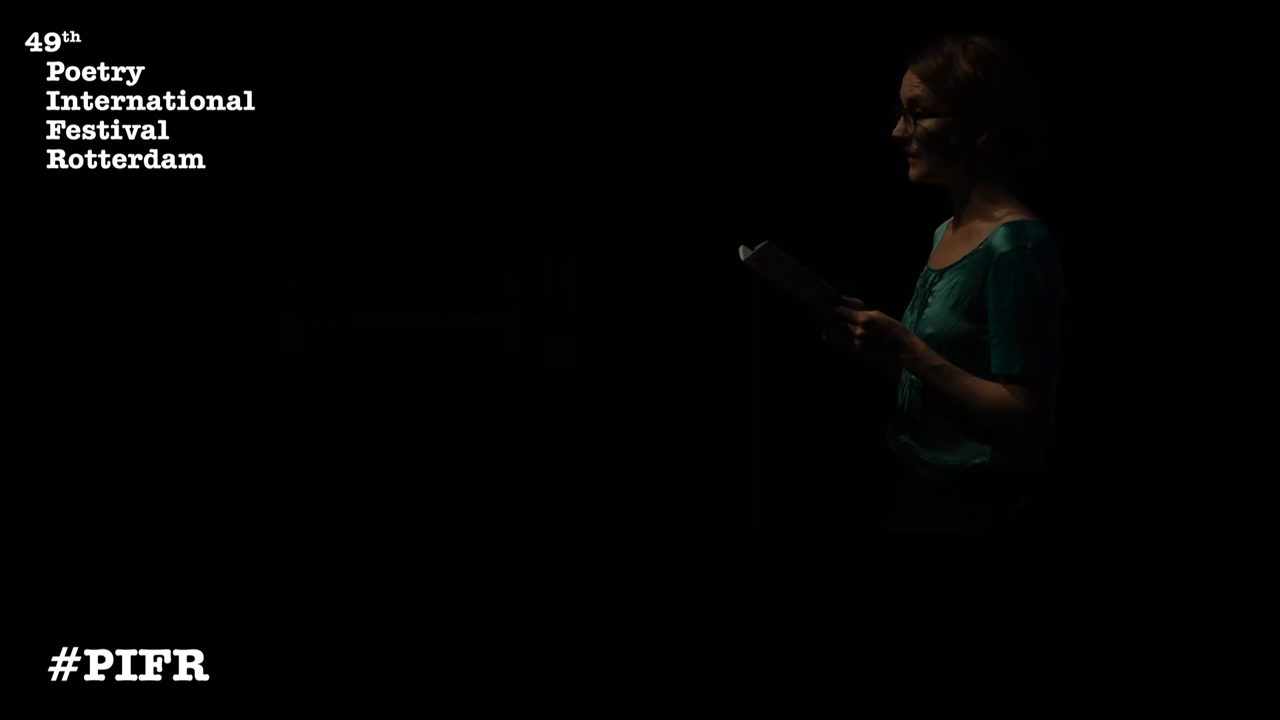 49th
Poetry
International
Festival
Rotterdam
#PIFR